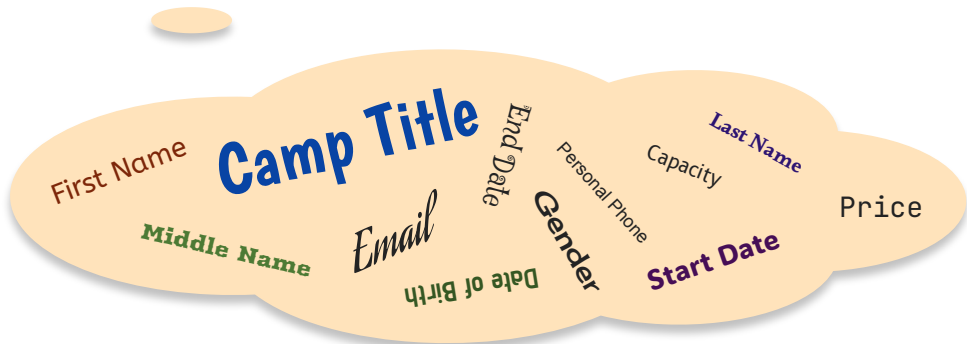 First Name
Camp Title
End Date
Last Name
Personal Phone
Capacity
Price
Middle Name
Email
Gender
Start Date
Date of Birth